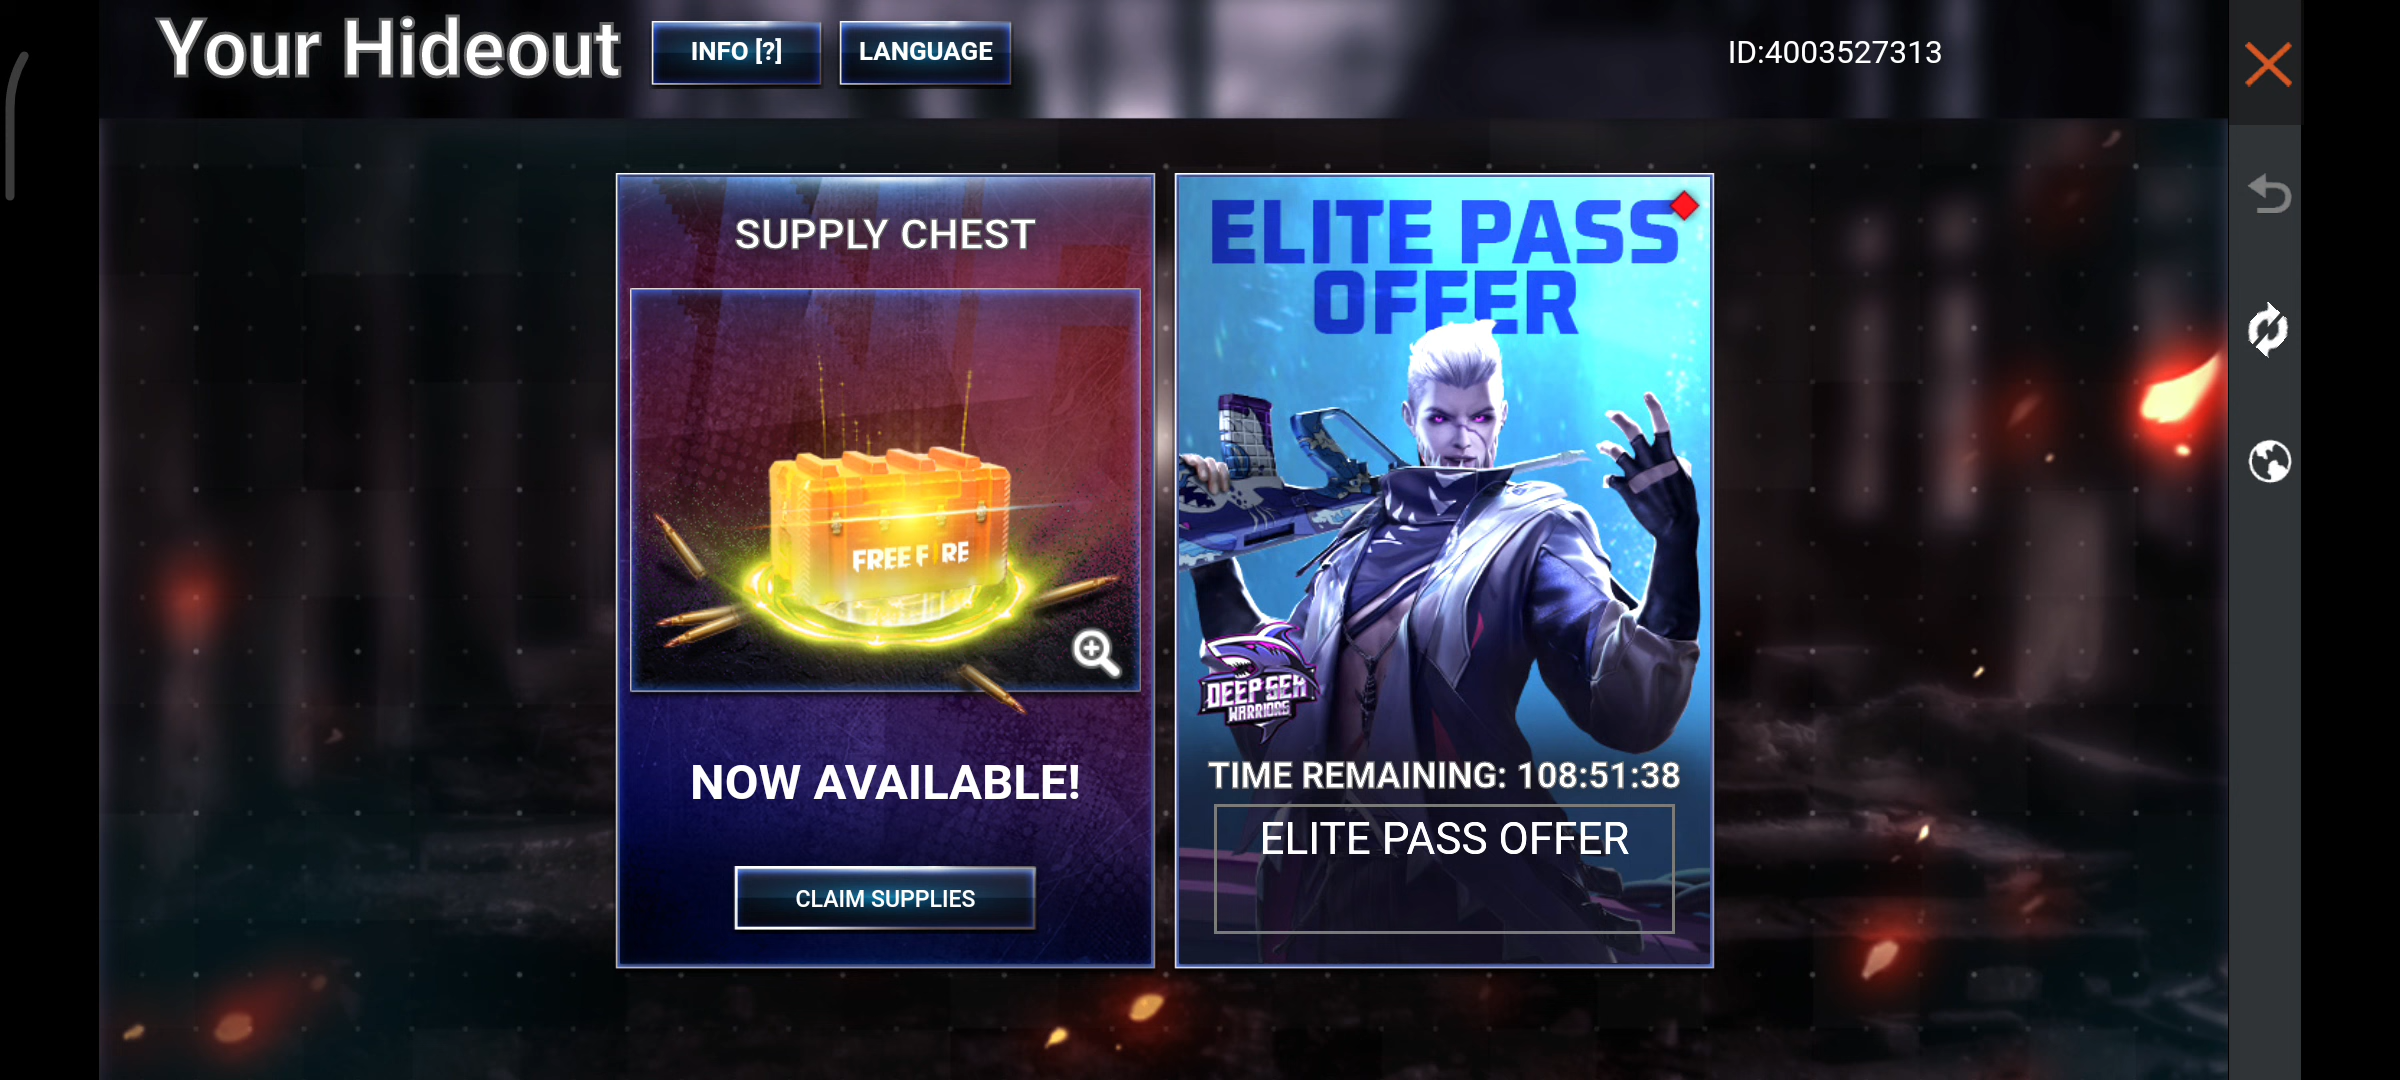 Your Hideout
INFO [?]
LANGUAGE
ID:4003527313
SUPPLY CHEST
FREE FIRE
NOW AVAILABLE!
CLAIM SUPPLIES
ELITE PASS
OFFER
DEEP SEA
WARRIORS
TIME REMAINING: 108:51:38
ELITE PASS OFFER